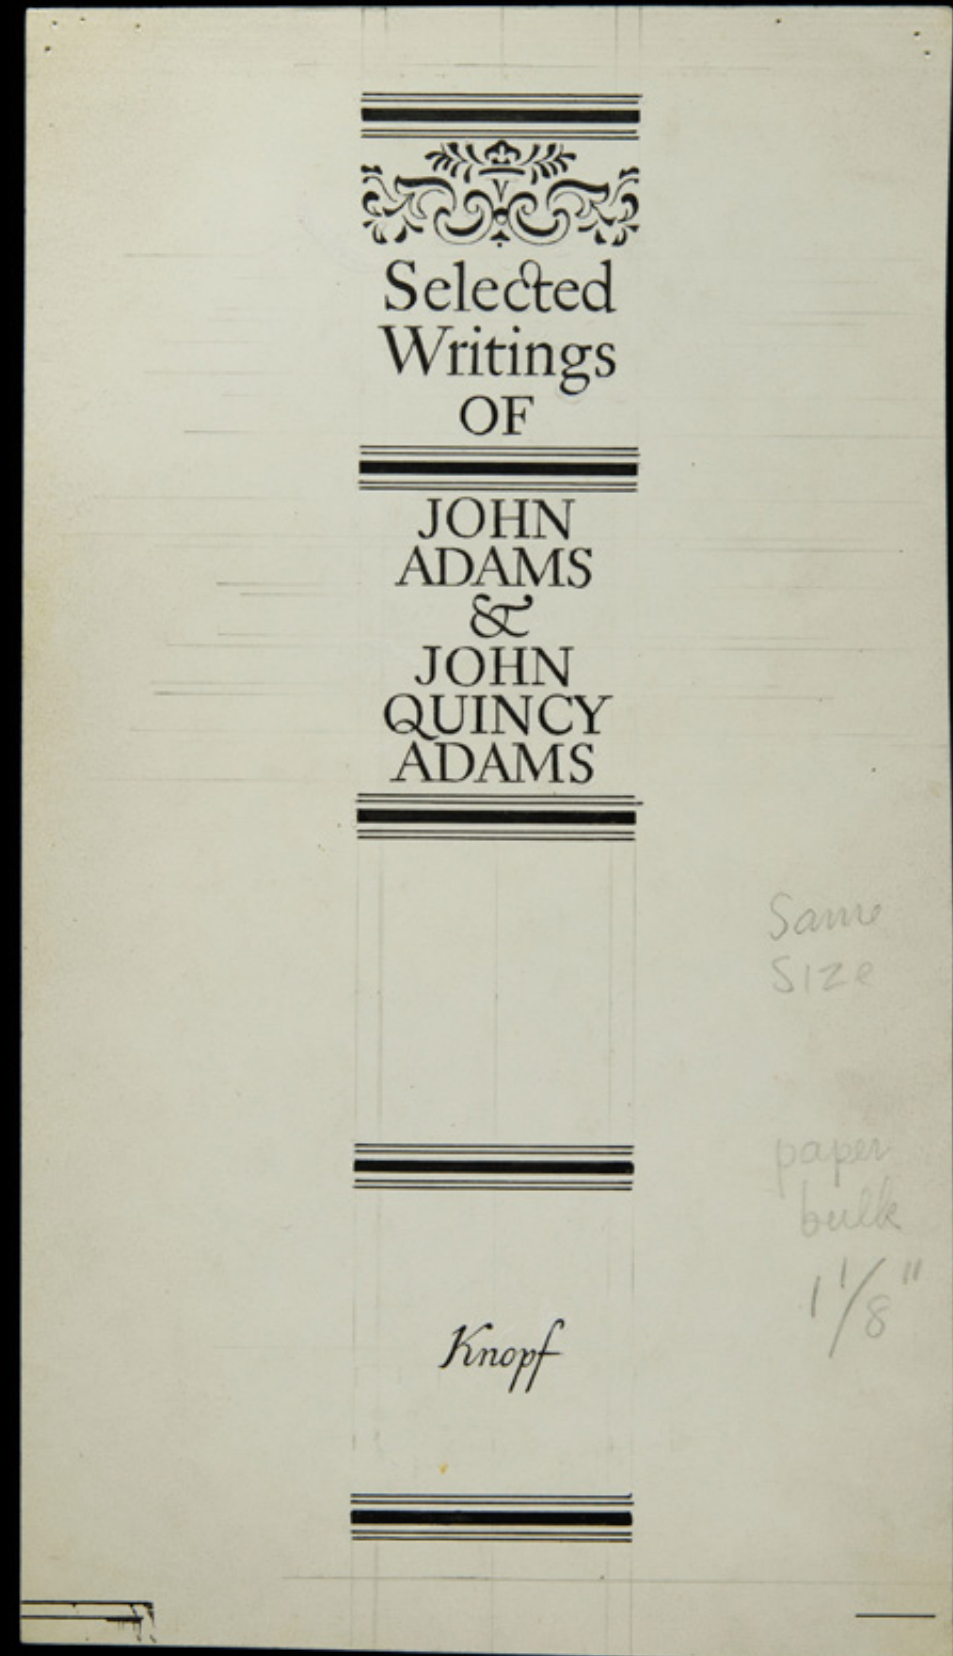 Selected
Writings
OF
JOHN
ADAMS
&
JOHN
QUINCY
ADAMS
Same
Size
paper
bulk
1 1/8"
Knopf